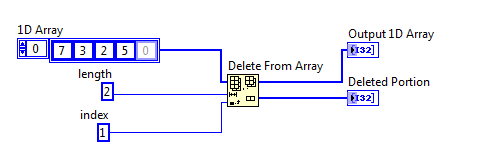 1D Array
0 7 3 2 5 0
length
2
index
1
Delete From Array
Output 1D Array
I32
Deleted Portion
I32